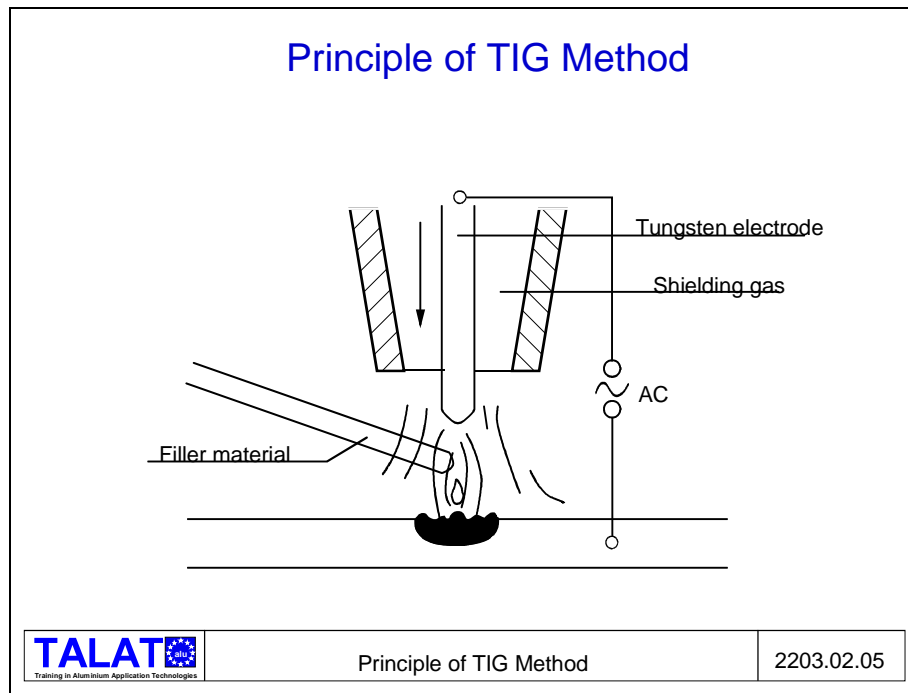 Principle of TIG Method
Tungsten electrode
Shielding gas
AC
Filler material
TALAT
alu
Training in Aluminium Application Technologies
Principle of TIG Method
2203.02.05